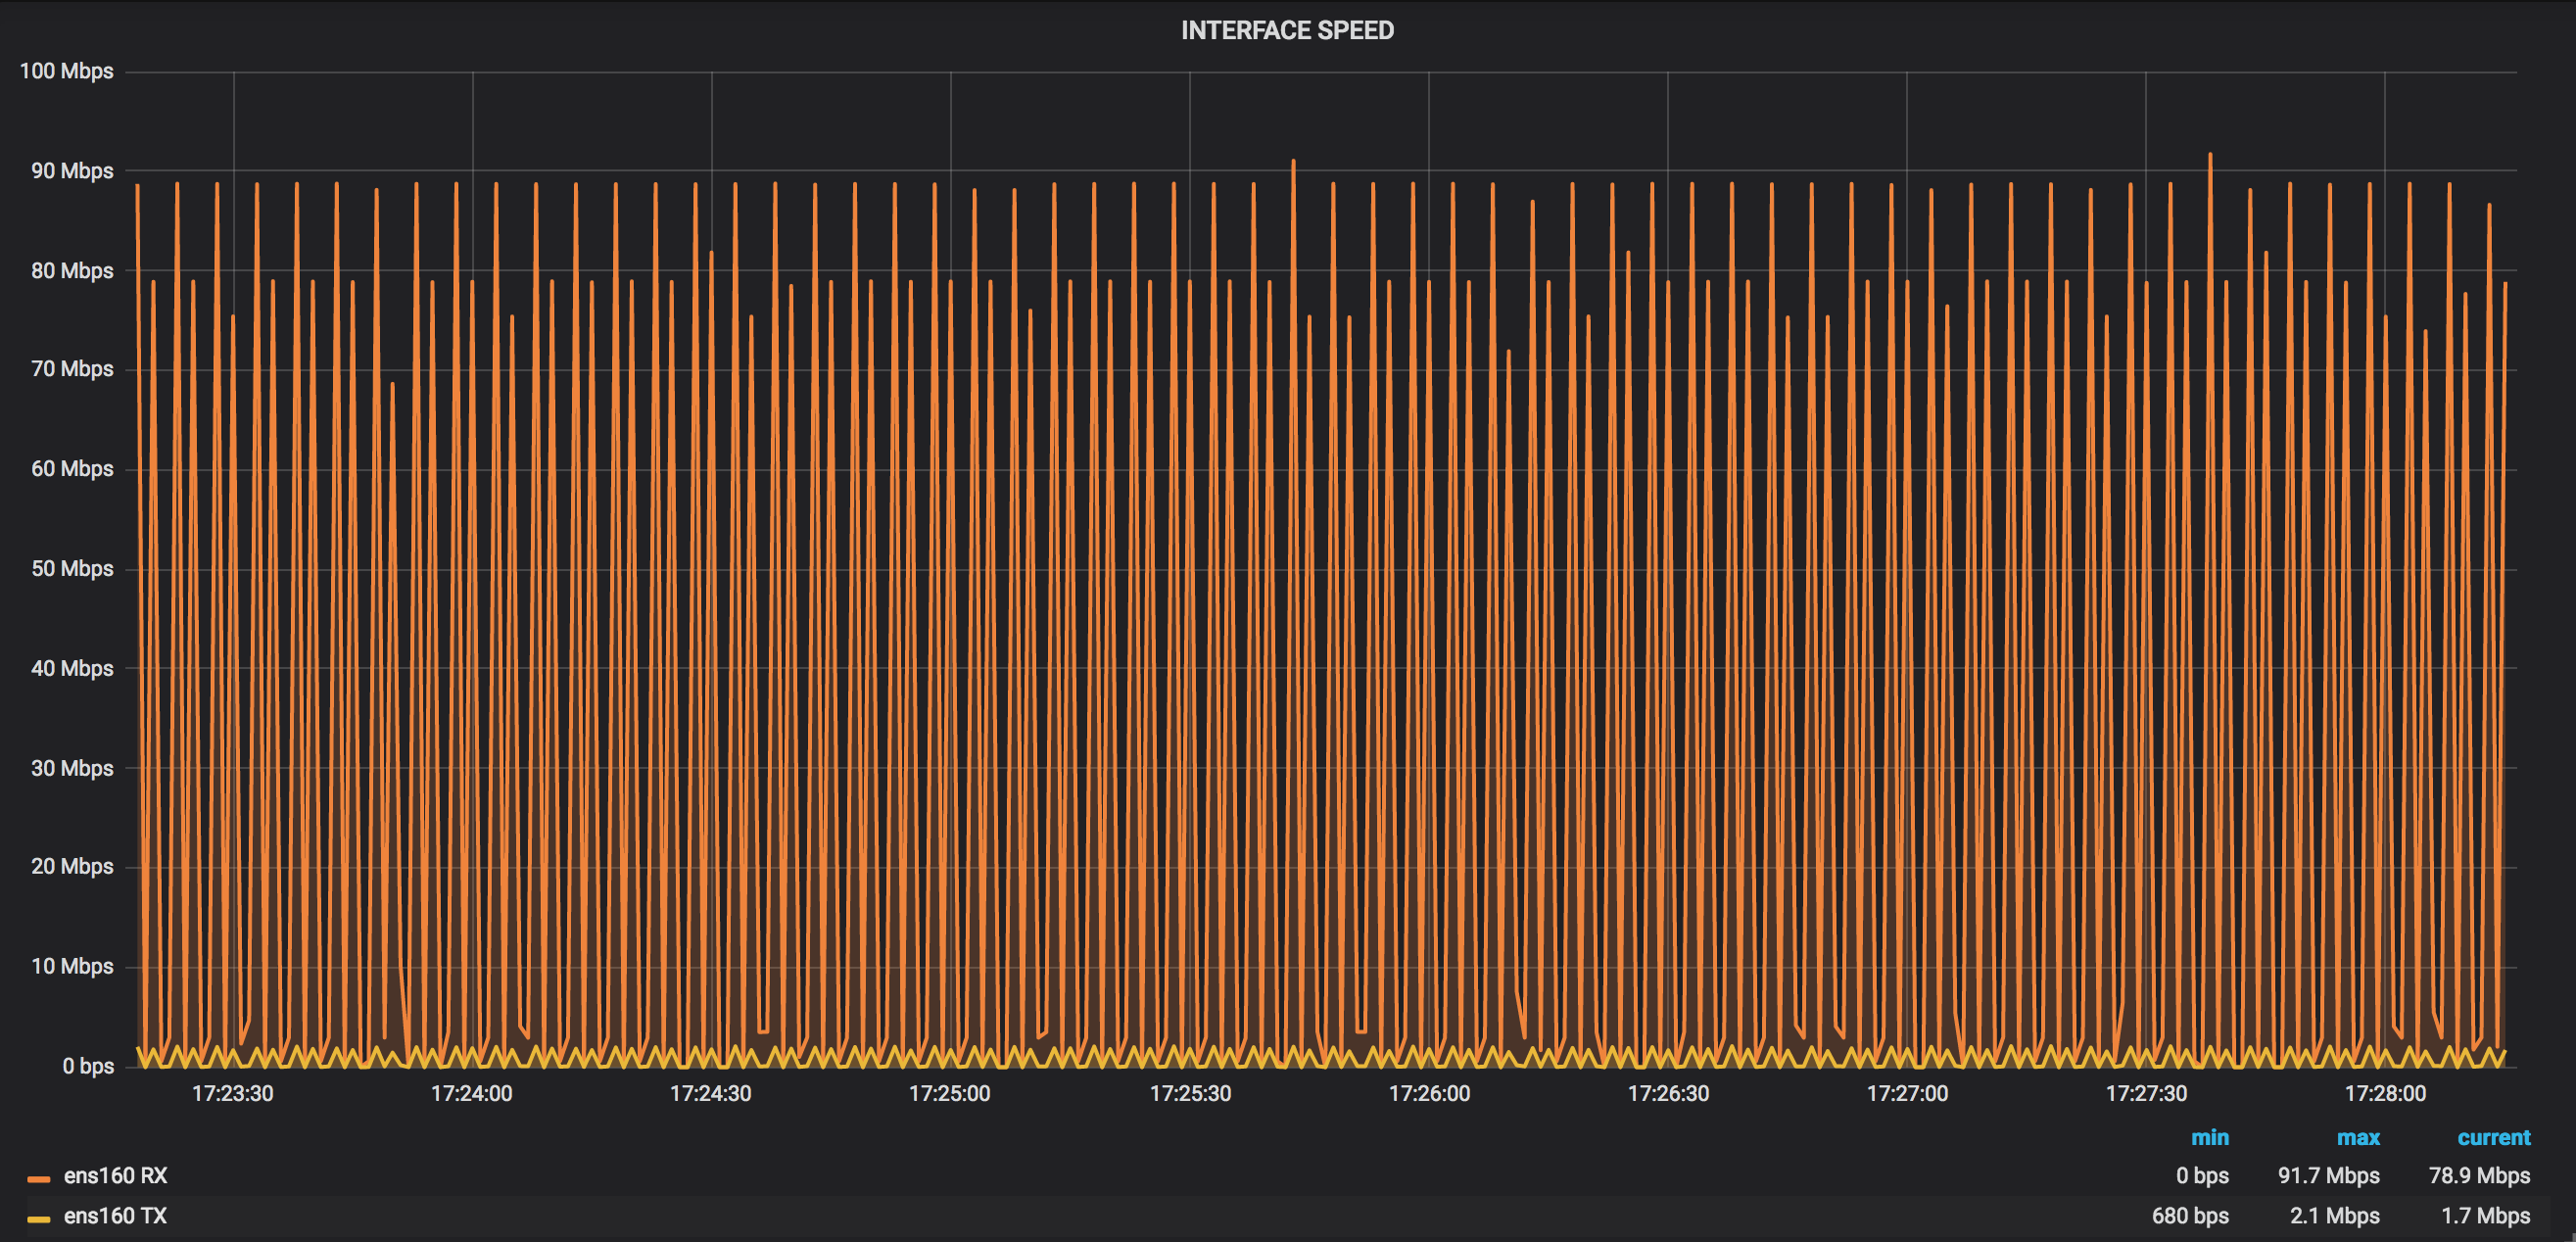 INTERFACE SPEED
100 Mbps
90 Mbps
80 Mbps
70 Mbps
60 Mbps
50 Mbps
40 Mbps
30 Mbps
20 Mbps
10 Mbps
0 bps
17:23:30 17:24:00 17:24:30 17:25:00 17:25:30 17:26:00 17:26:30 17:27:00 17:27:30 17:28:00
min max current
ens160 RX 0 bps 91.7 Mbps 78.9 Mbps
ens160 TX 680 bps 2.1 Mbps 1.7 Mbps